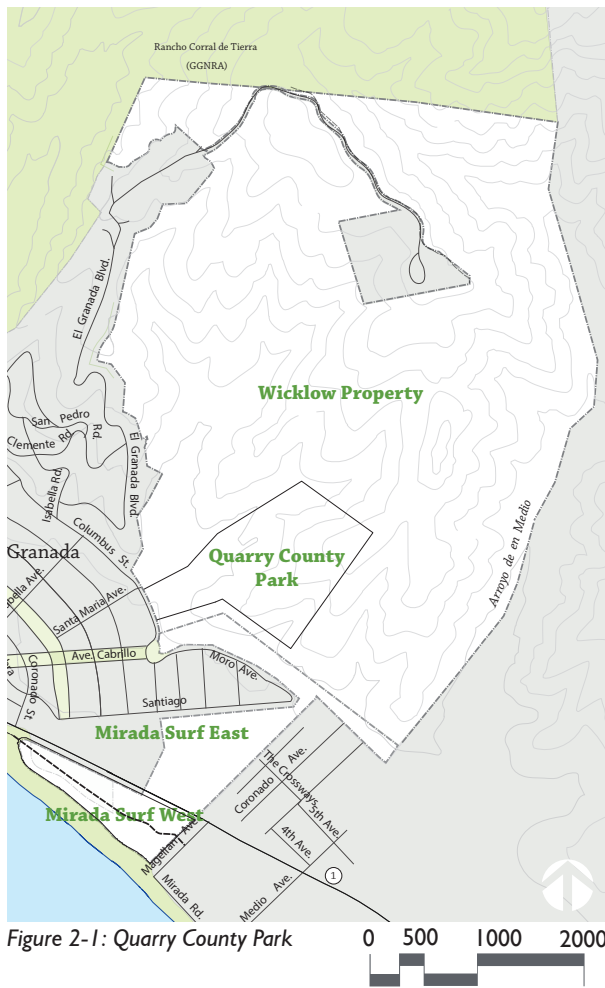 Rancho Corral de Tierra
(GGNRA)
El Granada Blvd.
Wicklow Property
San Pedro
Rd.
Clemente Rd.
El Granada Blvd.
Isabella Rd.
Columbus St.
Arroyo de en Medio
Granada
Quarry County
Park
Santa Maria Ave.
Ave. Cabrillo
Moro Ave.
Coronado St.
Santiago
Mirada Surf East
The Crossways
Ave.
Coronado
Mirada Surf West
5th Ave.
4th Ave.
Magellan Ave.
1
Mirada Rd.
Medio Ave.
Figure 2-1: Quarry County Park
0 500 1000 2000